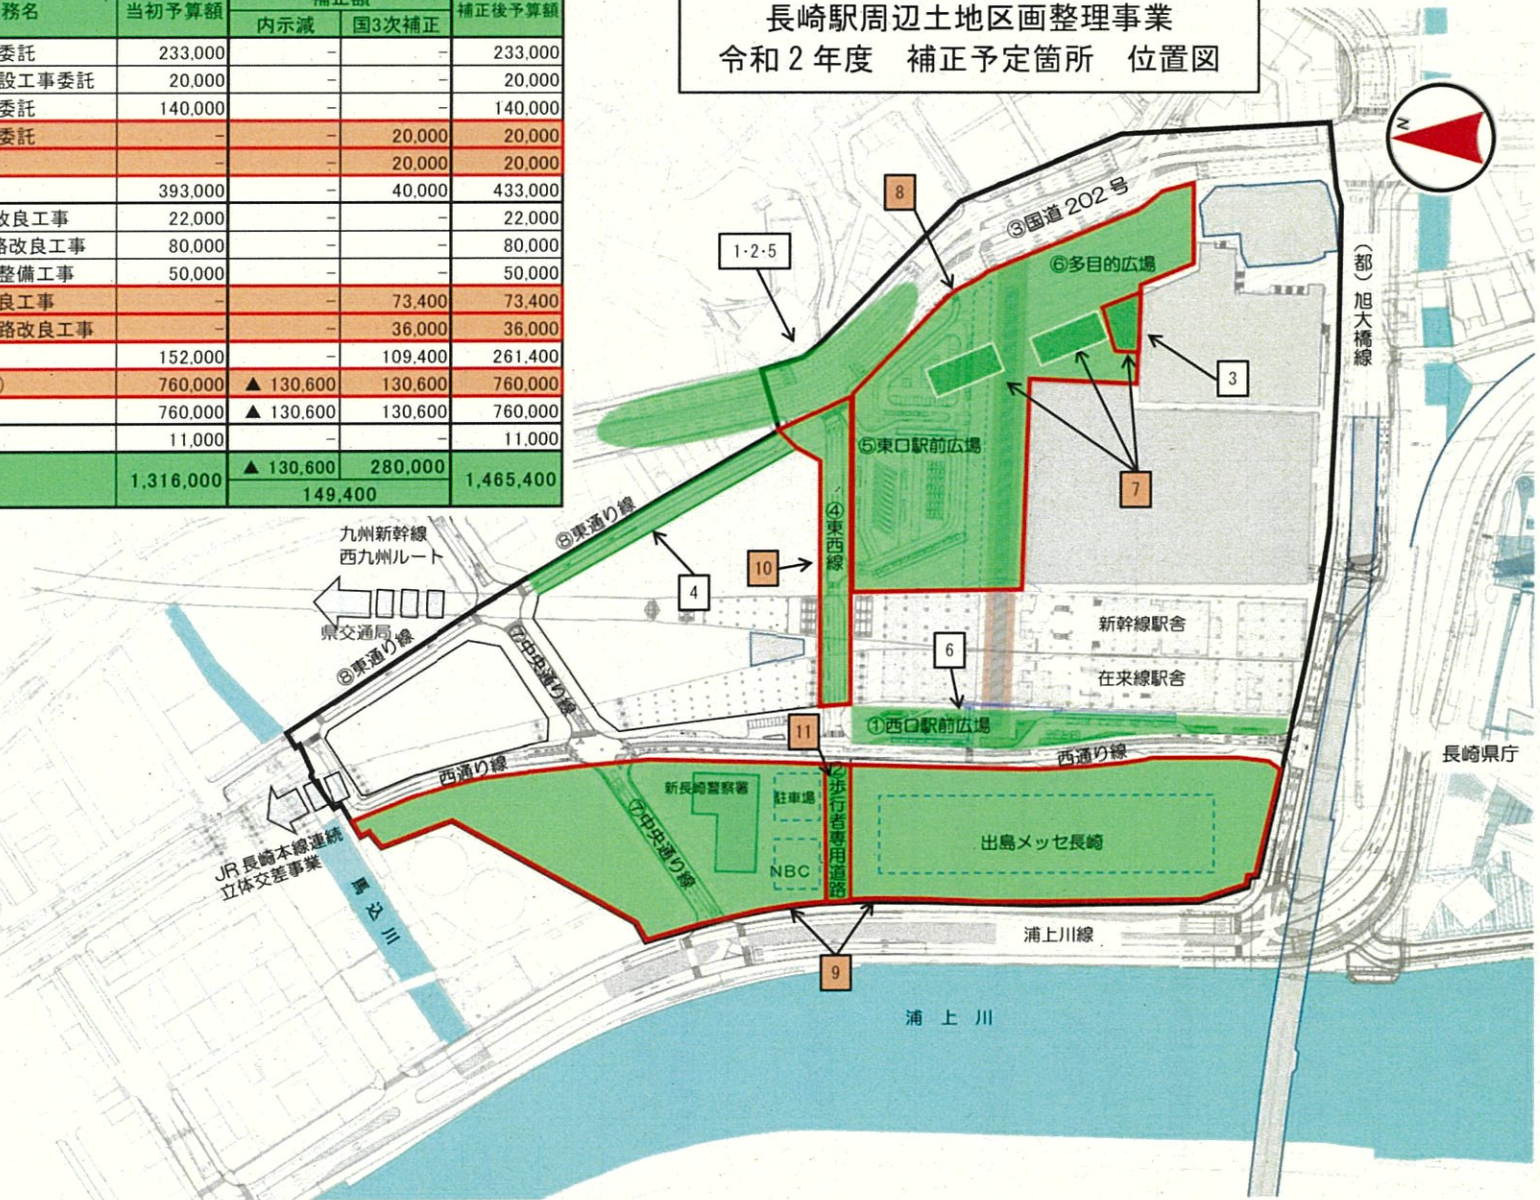 務名 当初予算額 補正額 補正後予算額
内示減 国3次補正
委託 233,000 － － 233,000
設工事委託 20,000 － － 20,000
委託 140,000 － － 140,000
委託 － － 20,000 20,000
－ － 20,000 20,000
393,000 － 40,000 433,000
改良工事 22,000 － － 22,000
路改良工事 80,000 － － 80,000
整備工事 50,000 － － 50,000
良工事 － － 73,400 73,400
路改良工事 － － 36,000 36,000
152,000 － 109,400 261,400
) 760,000 ▲ 130,600 130,600 760,000
760,000 ▲ 130,600 130,600 760,000
11,000 － － 11,000
1,316,000 ▲ 130,600 280,000 1,465,400
149,400
長崎駅周辺土地区画整理事業
令和2年度　補正予定箇所　位置図
N
8
③国道202号
1・2・5
⑥多目的広場
(都)旭大橋線
3
⑤東口駅前広場
7
④東西線
⑧東通り線
九州新幹線
西九州ルート
10
4
県交通局
⑧東通り線
⑦中央通り線
新幹線駅舎
6
在来線駅舎
11
①西口駅前広場
西通り線
西通り線
長崎県庁
新長崎警察署
駐車場
②歩行者専用道路
⑦中央通り線
出島メッセ長崎
NBC
JR長崎本線連続
立体交差事業
馬込川
浦上川線
9
浦上川